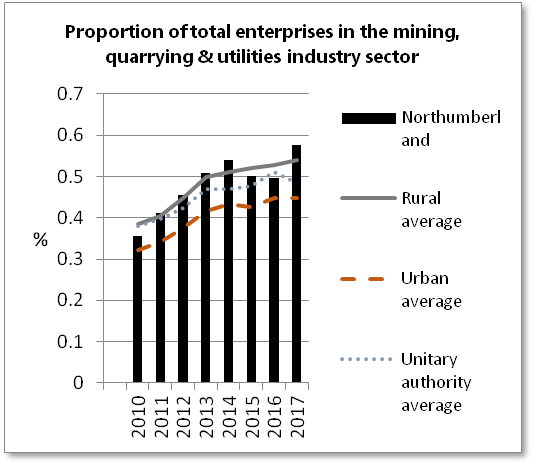 Proportion of total enterprises in the mining,
quarrying & utilities industry sector
0.7
0.6
0.5
0.4
0.3
0.2
0.1
0
%
2010
2011
2012
2013
2014
2015
2016
2017
Northumberl
and
Rural
average
Urban
average
Unitary
authority
average